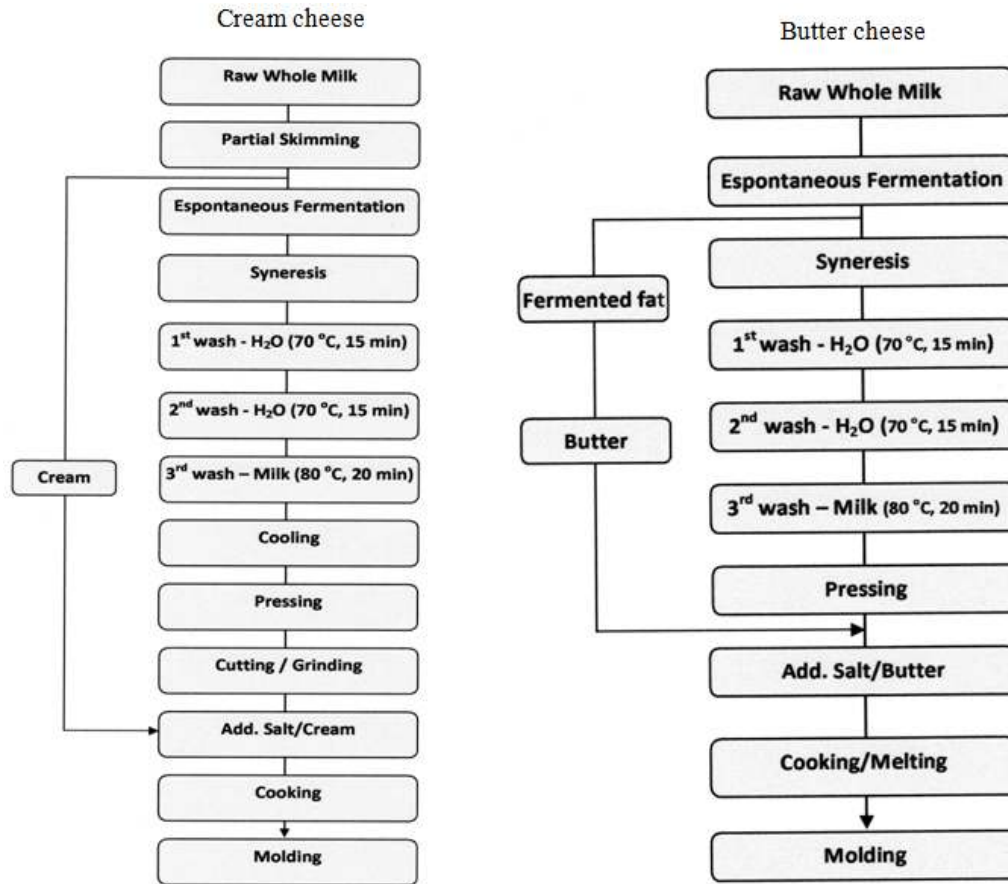 Cream cheese
Raw Whole Milk
Partial Skimming
Espontaneous Fermentation
Syneresis
1st wash - H₂O (70 °C, 15 min)
2nd wash - H₂O (70 °C, 15 min)
3rd wash – Milk (80 °C, 20 min)
Cream
Cooling
Pressing
Cutting / Grinding
Add. Salt/Cream
Cooking
Molding
Butter cheese
Raw Whole Milk
Espontaneous Fermentation
Syneresis
Fermented fat
1st wash - H₂O (70 °C, 15 min)
2nd wash - H₂O (70 °C, 15 min)
Butter
3rd wash – Milk (80 °C, 20 min)
Pressing
Add. Salt/Butter
Cooking/Melting
Molding